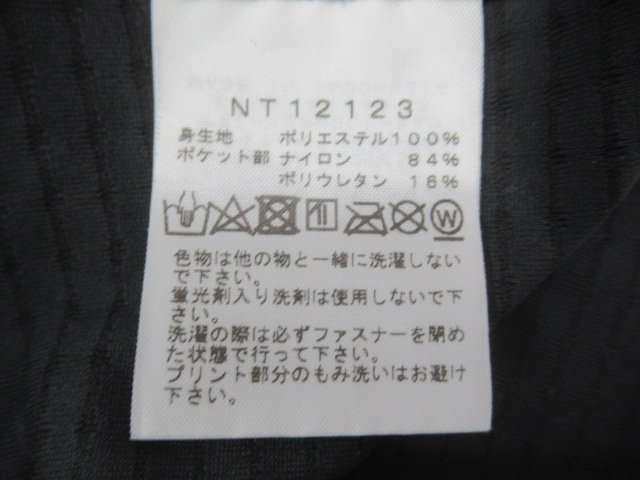 NT12123
身生地 ポリエステル100%
ポケット部 ナイロン 84%
ポリウレタン 16%
W
色物は他の物と一緒に洗濯しない
で下さい。
蛍光剤入り洗剤は使用しないで下
さい。
洗濯の際は必ずファスナーを閉め
た状態で行って下さい。
プリント部分のもみ洗いはお避け
下さい。